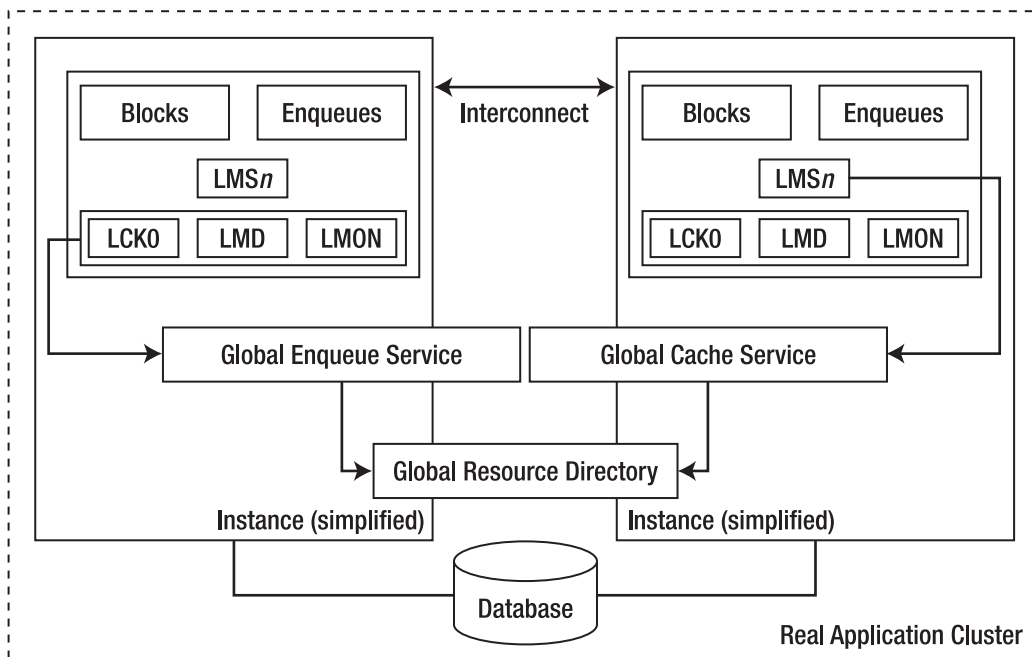 Blocks
Enqueues
LMSn
LCK0
LMD
LMON
Interconnect
Blocks
Enqueues
LMSn
LCK0
LMD
LMON
Global Enqueue Service
Global Cache Service
Global Resource Directory
Instance (simplified)
Instance (simplified)
Database
Real Application Cluster